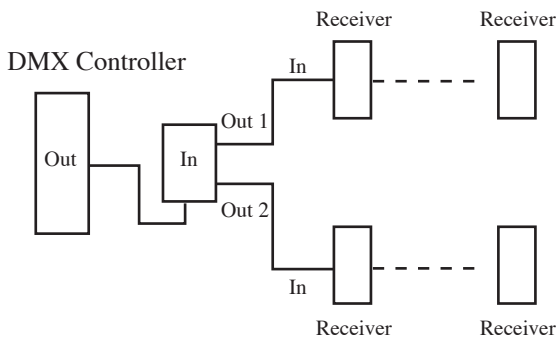 Receiver
Receiver
DMX Controller
In
Out 1
Out
In
Out 2
In
Receiver
Receiver